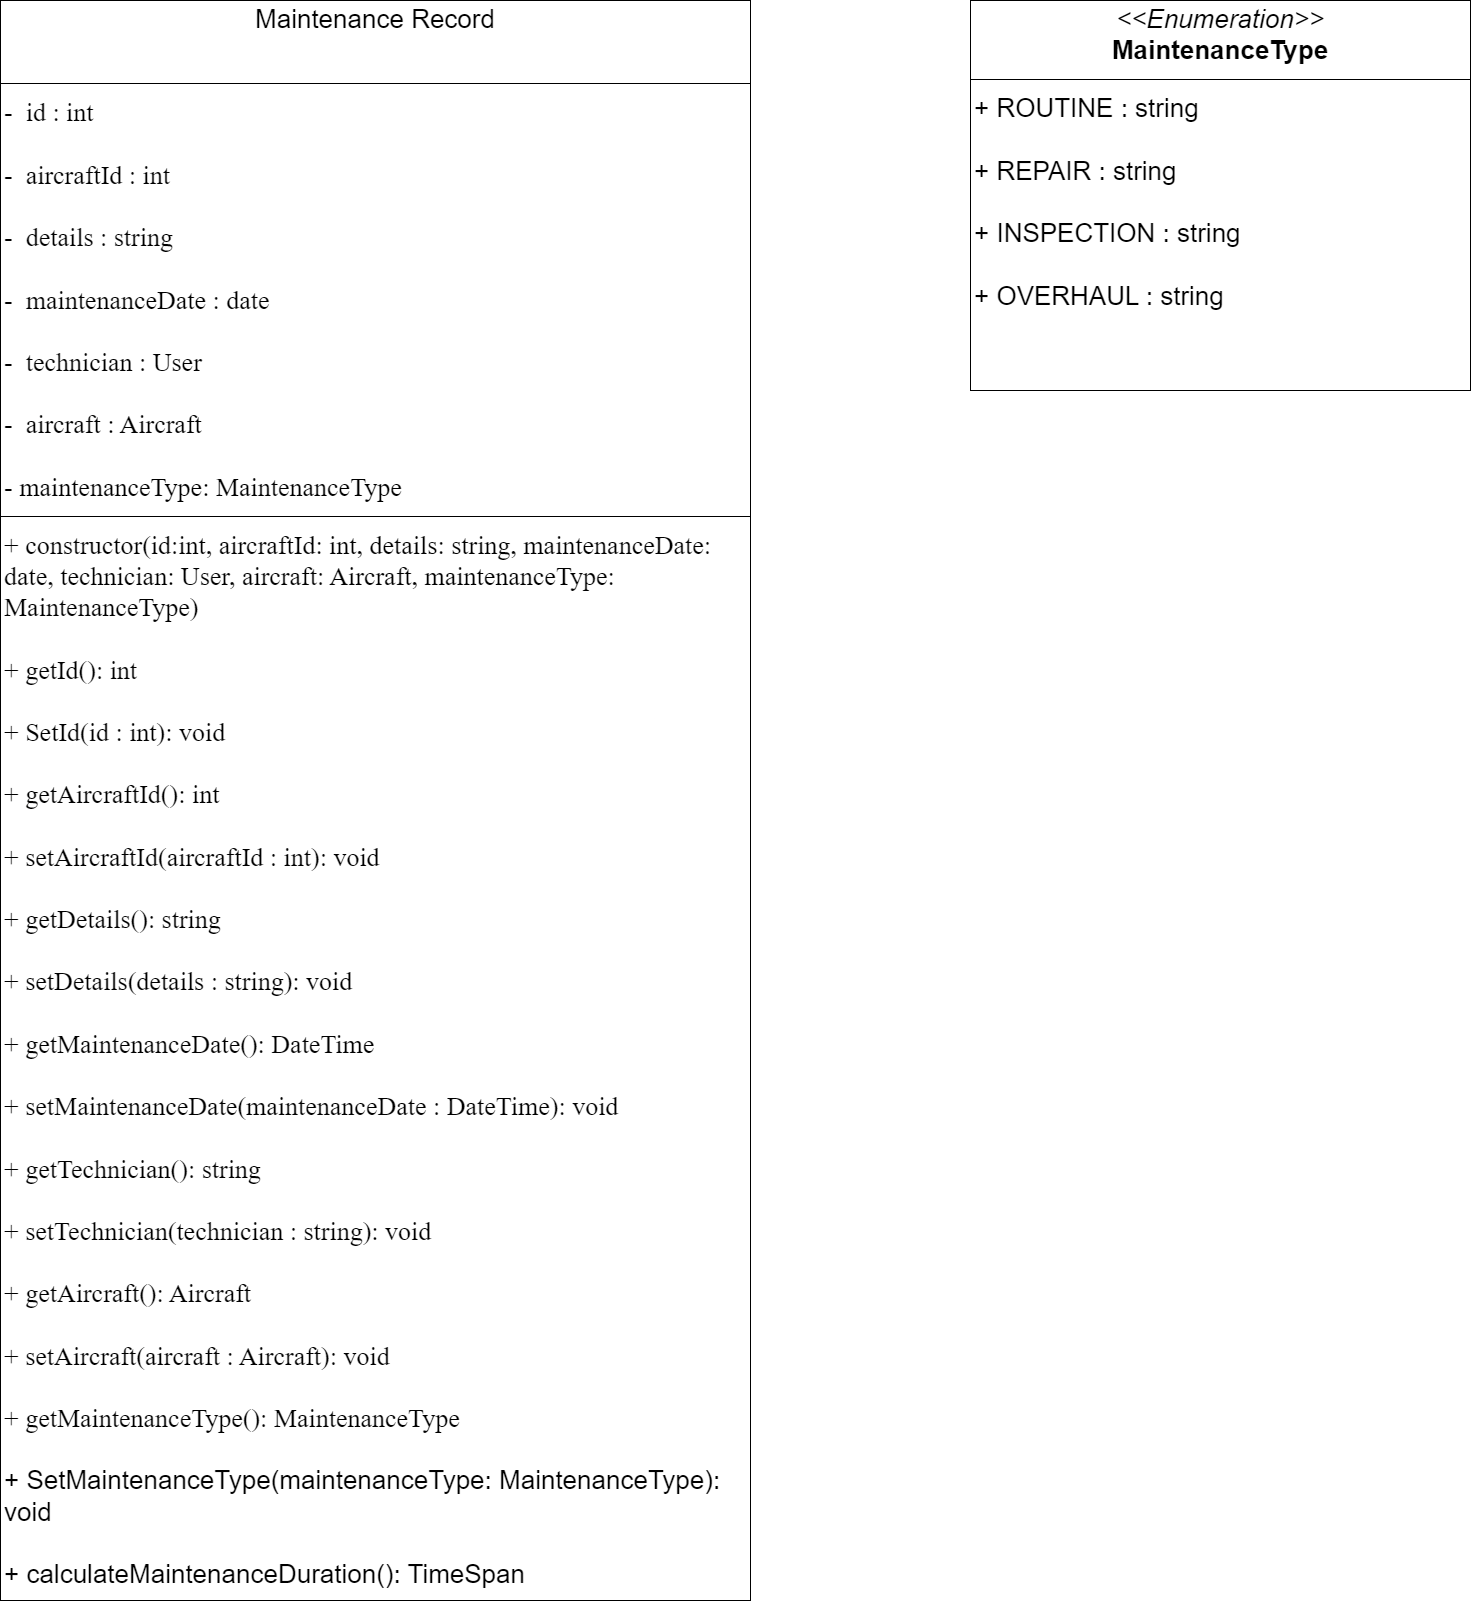 Maintenance Record
- id : int
- aircraftId : int
- details : string
- maintenanceDate : date
- technician : User
- aircraft : Aircraft
- maintenanceType: MaintenanceType
+ constructor(id:int, aircraftId: int, details: string, maintenanceDate:
date, technician: User, aircraft: Aircraft, maintenanceType:
MaintenanceType)
+ getId(): int
+ SetId(id : int): void
+ getAircraftId(): int
+ setAircraftId(aircraftId : int): void
+ getDetails(): string
+ setDetails(details : string): void
+ getMaintenanceDate(): DateTime
+ setMaintenanceDate(maintenanceDate : DateTime): void
+ getTechnician(): string
+ setTechnician(technician : string): void
+ getAircraft(): Aircraft
+ setAircraft(aircraft : Aircraft): void
+ getMaintenanceType(): MaintenanceType
+ SetMaintenanceType(maintenanceType: MaintenanceType):
void
+ calculateMaintenanceDuration(): TimeSpan
<<Enumeration>>
MaintenanceType
+ ROUTINE : string
+ REPAIR : string
+ INSPECTION : string
+ OVERHAUL : string